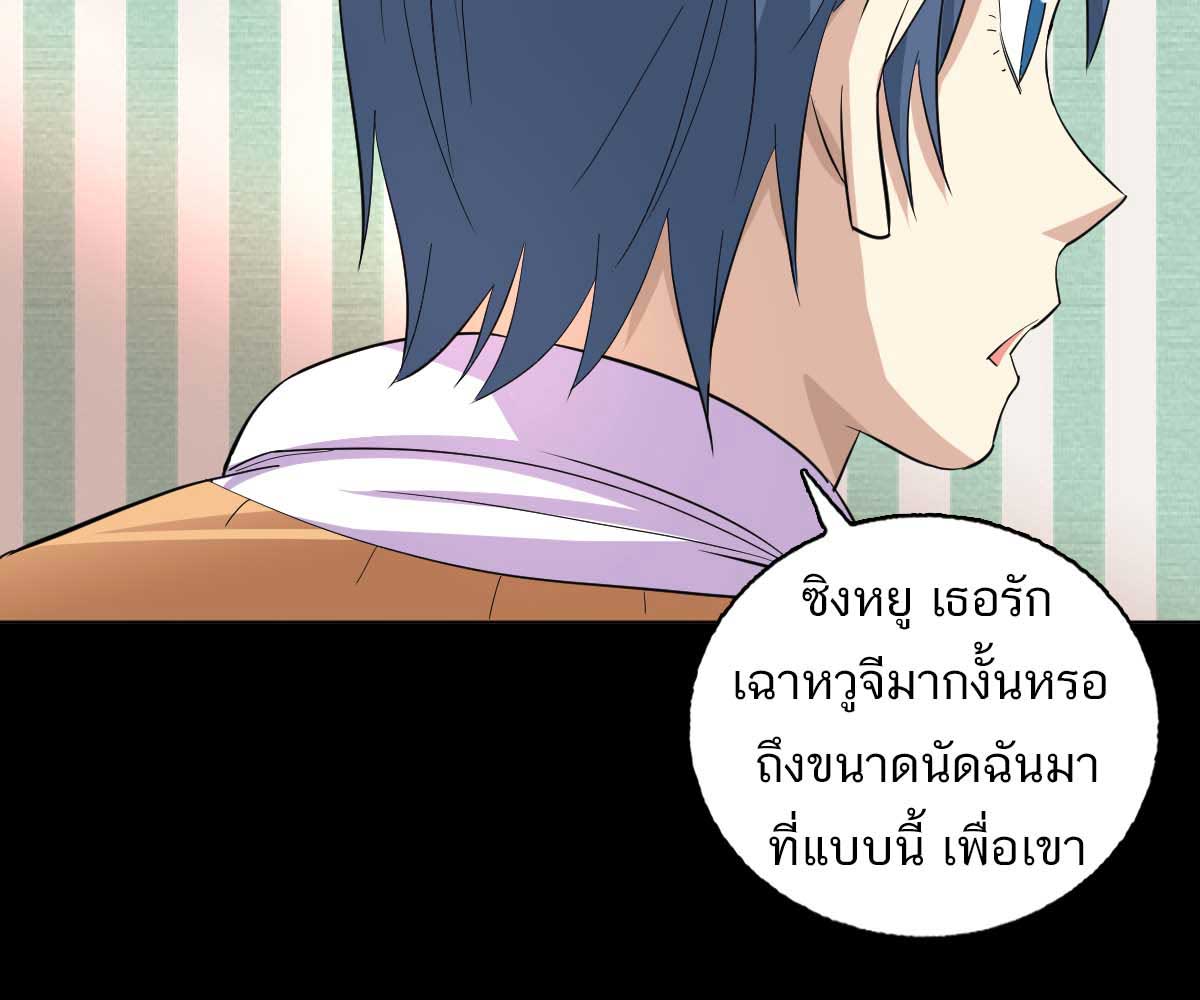 ซิงหยู เธอรัก
เฉาหวูจีมากงั้นหรอ
ถึงขนาดนัดฉันมา
ที่แบบนี้ เพื่อเขา